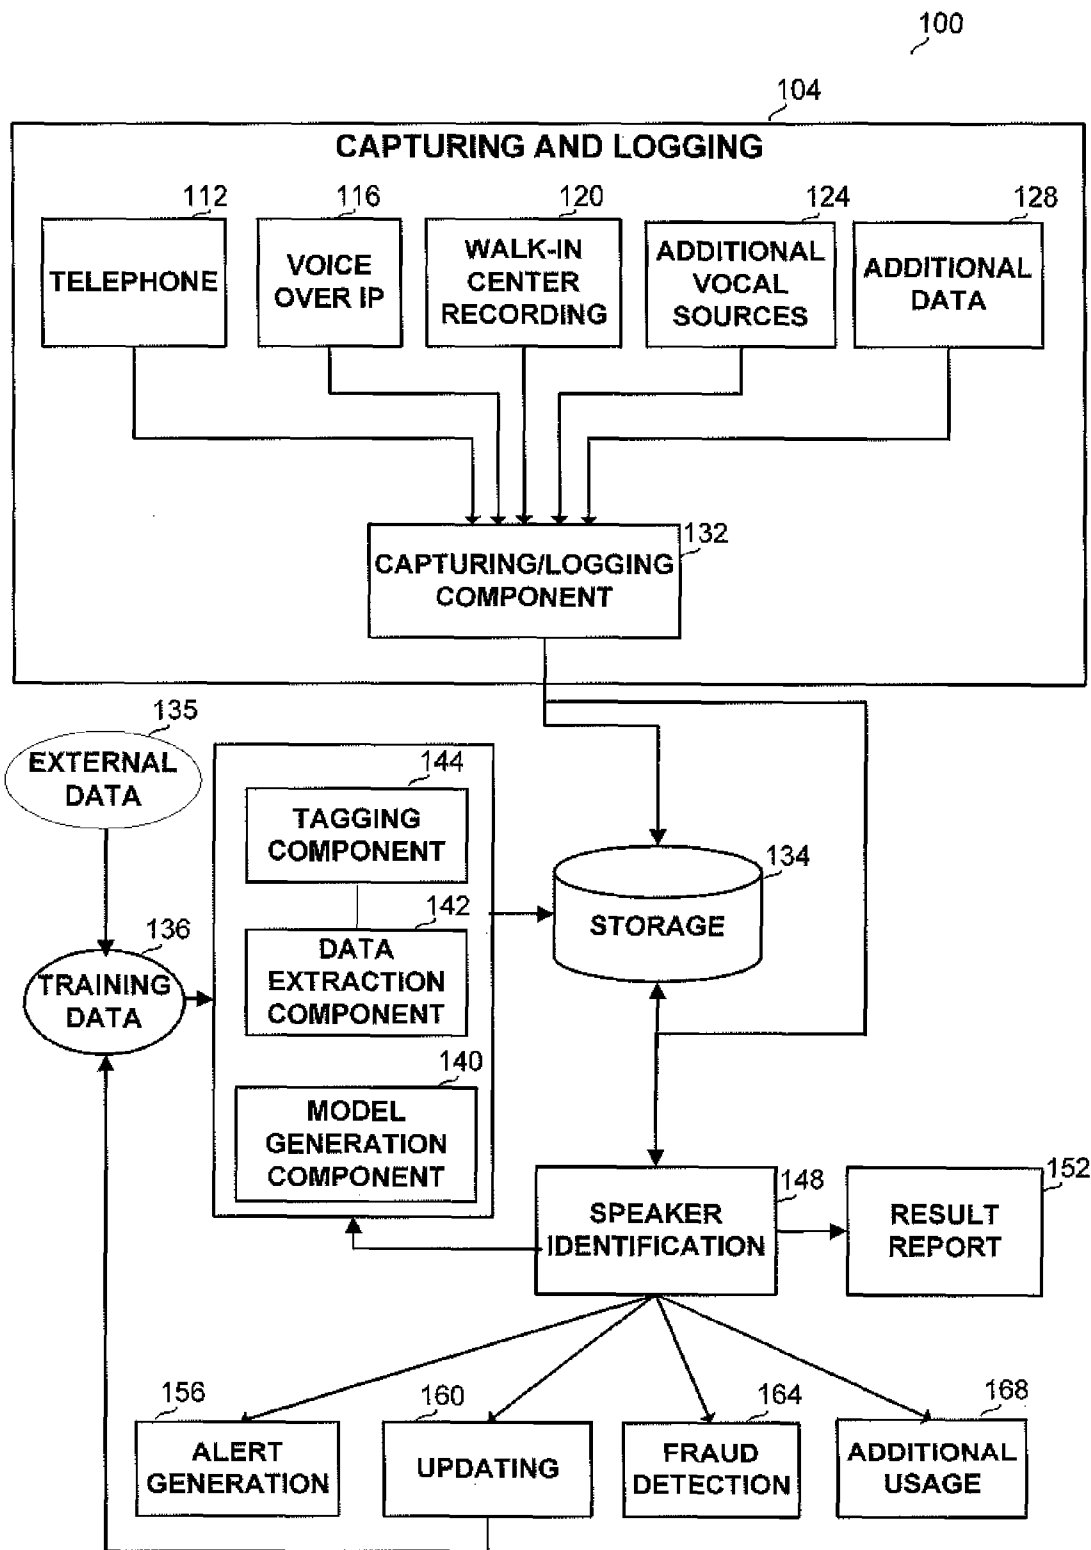 100
104
CAPTURING AND LOGGING
112
116
120
124
128
TELEPHONE
VOICE
OVER IP
WALK-IN
CENTER
RECORDING
ADDITIONAL
VOCAL
SOURCES
ADDITIONAL
DATA
132
CAPTURING/LOGGING
COMPONENT
135
EXTERNAL
DATA
144
TAGGING
COMPONENT
134
STORAGE
142
DATA
EXTRACTION
COMPONENT
136
TRAINING
DATA
140
MODEL
GENERATION
COMPONENT
148
SPEAKER
IDENTIFICATION
152
RESULT
REPORT
156
ALERT
GENERATION
160
UPDATING
164
FRAUD
DETECTION
168
ADDITIONAL
USAGE